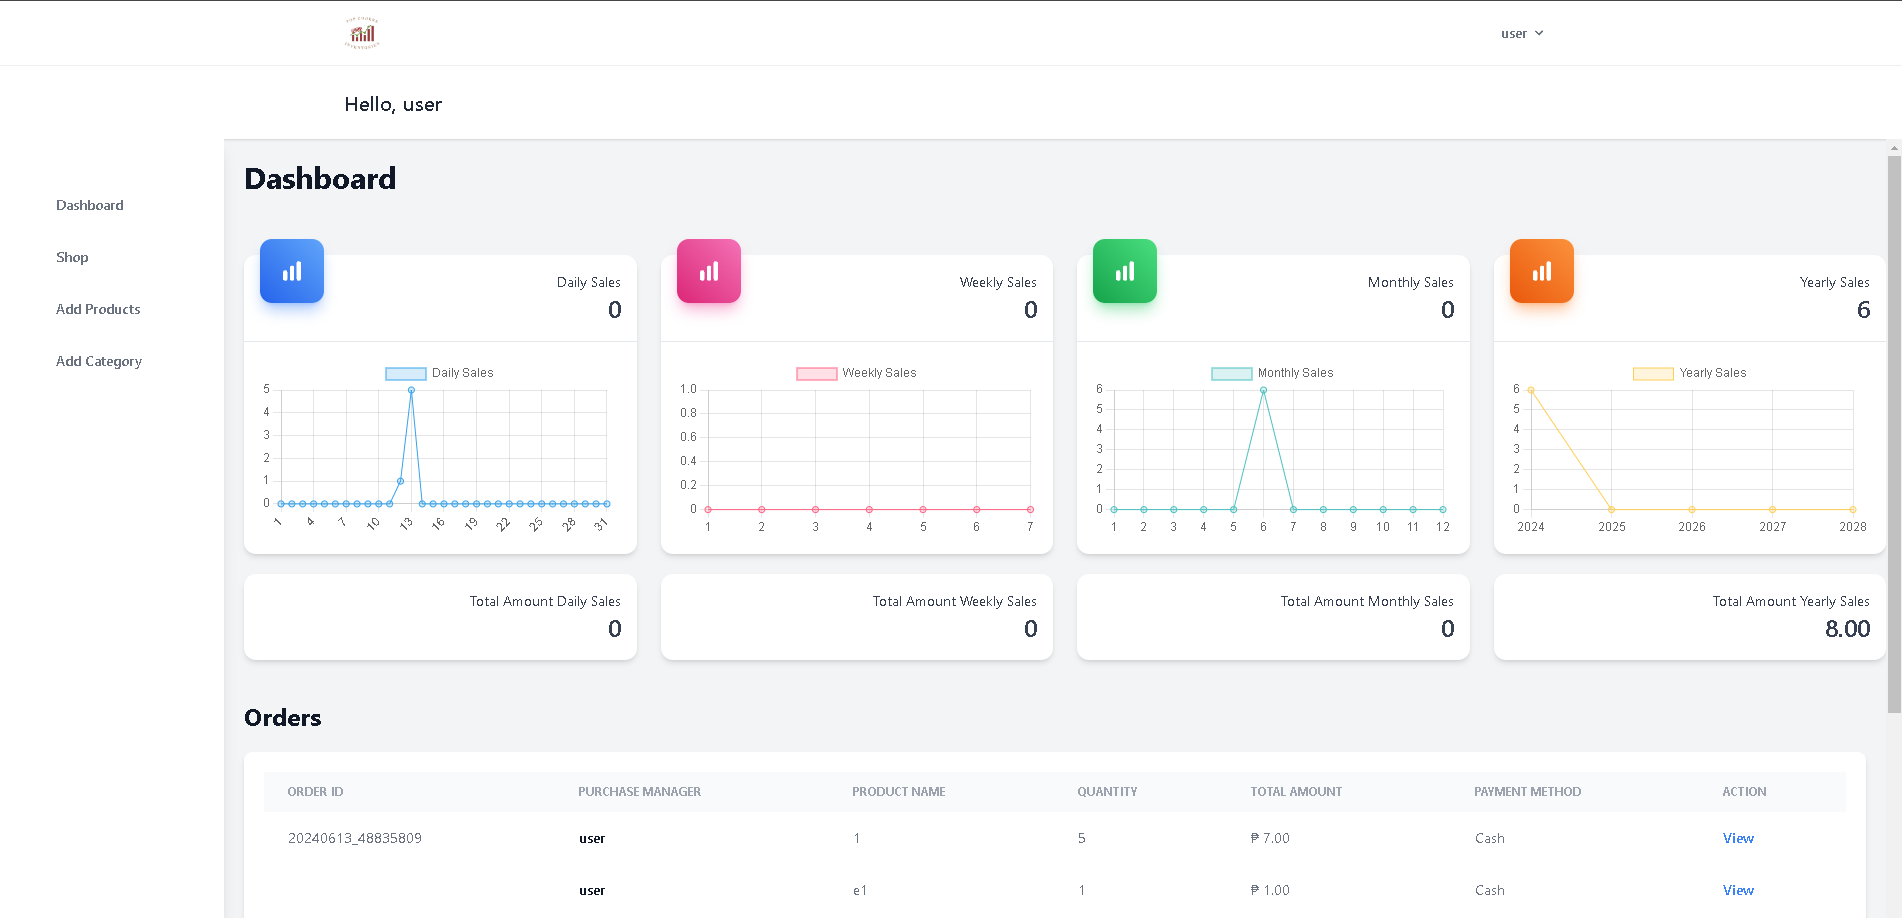 TOP CHOICE
INVENTORIES
user
Hello, user
Dashboard
Shop
Add Products
Add Category
Dashboard
Daily Sales
0
Daily Sales
5
4
3
2
1
0
1 4 7 10 13 16 19 22 25 28 31
Weekly Sales
0
Weekly Sales
1.0
0.8
0.6
0.4
0.2
0
1 2 3 4 5 6 7
Monthly Sales
0
Monthly Sales
6
5
4
3
2
1
0
1 2 3 4 5 6 7 8 9 10 11 12
Yearly Sales
6
Yearly Sales
6
5
4
3
2
1
0
2024 2025 2026 2027 2028
Total Amount Daily Sales
0
Total Amount Weekly Sales
0
Total Amount Monthly Sales
0
Total Amount Yearly Sales
8.00
Orders
ORDER ID PURCHASE MANAGER PRODUCT NAME QUANTITY TOTAL AMOUNT PAYMENT METHOD ACTION
20240613_48835809 user 1 5 ₱ 7.00 Cash View
user e1 1 ₱ 1.00 Cash View